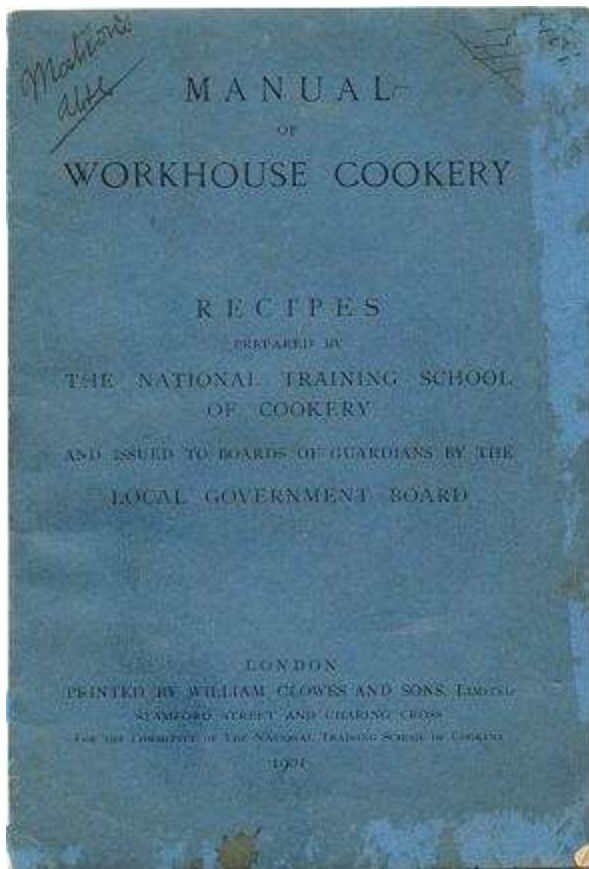 MANUAL
OF
WORKHOUSE COOKERY
RECIPES
PREPARED BY
THE NATIONAL TRAINING SCHOOL
OF COOKERY
AND ISSUED TO BOARDS OF GUARDIANS BY THE
LOCAL GOVERNMENT BOARD
LONDON
PRINTED BY WILLIAM CLOWES AND SONS, LIMITED
STAMFORD STREET AND CHARING CROSS
FOR THE COMMITTEE OF THE NATIONAL TRAINING SCHOOL OF COOKERY
1901